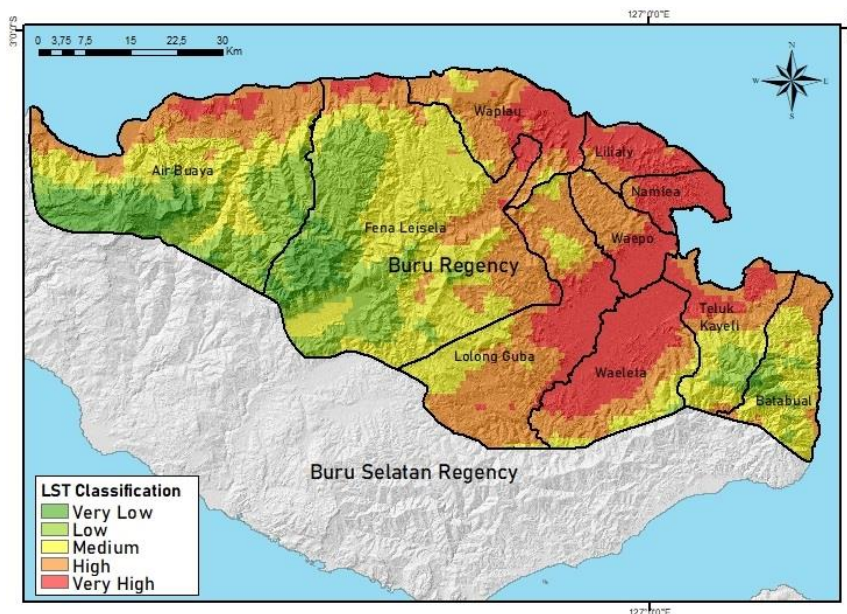 127°0'0"E
3°0'0"S
0 3,75 7,5 15 22,5 30
Km
N
W E
S
Waplau
Lilialy
Air Buaya
Namlea
Fena Leisela
Waepo
Buru Regency
Teluk
Kayeli
Lolong Guba
Waelata
Batabual
Buru Selatan Regency
LST Classification
Very Low
Low
Medium
High
Very High
127°0'0"E